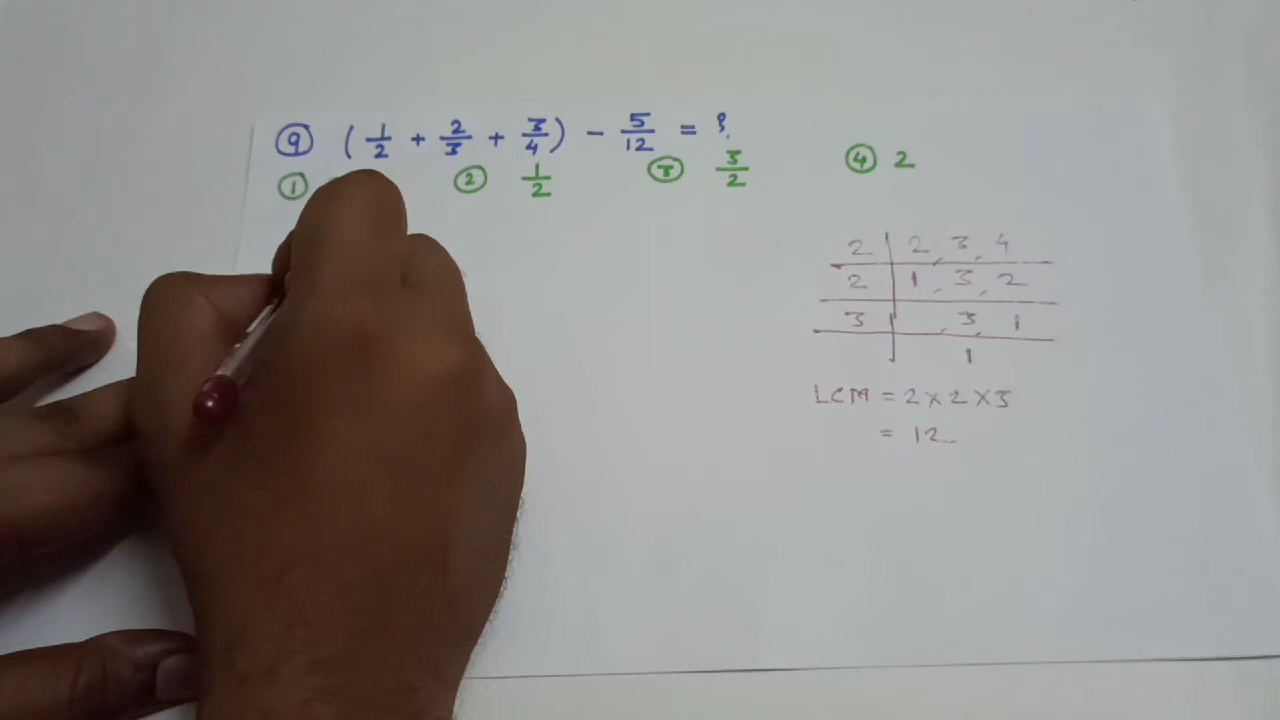 9 ( 1/2 + 2/3 + 3/4 ) - 5/12 = ?
1 2 1/2 3 3/2 4 2
2 | 2, 3, 4
2 | 1, 3, 2
3 | , 3, 1
1
LCM = 2 × 2 × 3
= 12